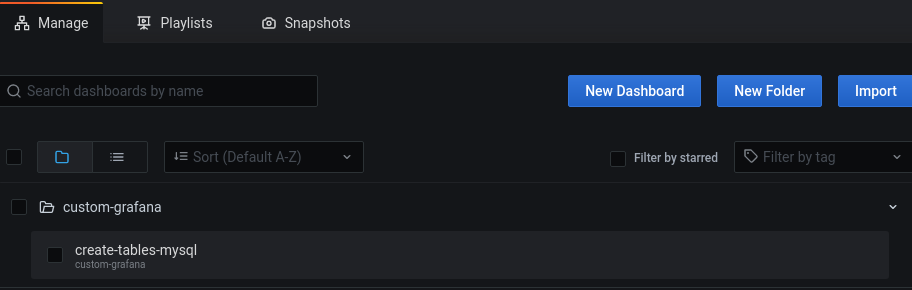 Manage Playlists Snapshots
Search dashboards by name New Dashboard New Folder Import
Sort (Default A-Z) Filter by starred Filter by tag
custom-grafana
create-tables-mysql
custom-grafana